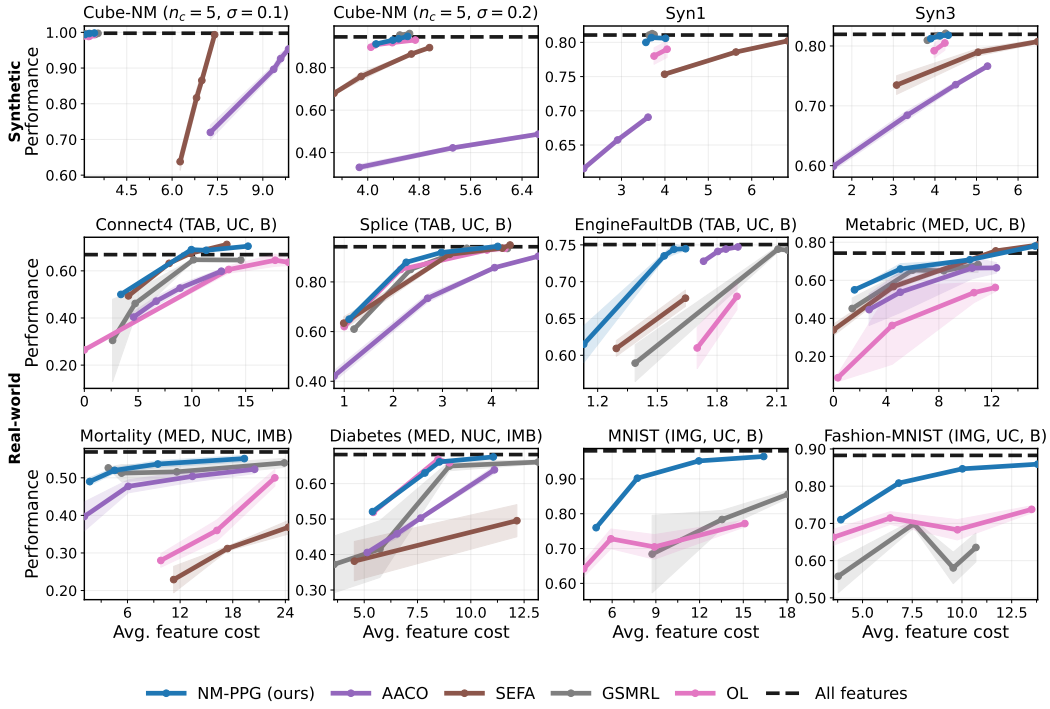 Cube-NM (n_c = 5, σ = 0.1)
Cube-NM (n_c = 5, σ = 0.2)
Syn1
Syn3
Synthetic
Performance
1.00
0.90
0.80
0.70
0.60
4.5 6.0 7.5 9.0
0.80
0.60
0.40
4.0 4.8 5.6 6.4
0.80
0.75
0.70
0.65
3 4 5 6
0.80
0.70
0.60
2 3 4 5 6
Connect4 (TAB, UC, B)
Splice (TAB, UC, B)
EngineFaultDB (TAB, UC, B)
Metabric (MED, UC, B)
Real-world
Performance
0.60
0.40
0.20
0 5 10 15
0.80
0.60
0.40
1 2 3 4
0.75
0.70
0.65
0.60
1.2 1.5 1.8 2.1
0.80
0.60
0.40
0.20
0 4 8 12
Mortality (MED, NUC, IMB)
Diabetes (MED, NUC, IMB)
MNIST (IMG, UC, B)
Fashion-MNIST (IMG, UC, B)
Performance
0.50
0.40
0.30
0.20
6 12 18 24
Avg. feature cost
0.60
0.50
0.40
0.30
5.0 7.5 10.0 12.5
Avg. feature cost
0.90
0.80
0.70
0.60
6 9 12 15 18
Avg. feature cost
0.90
0.80
0.70
0.60
0.50
5.0 7.5 10.0 12.5
Avg. feature cost
NM-PPG (ours) AACO SEFA GSMRL OL All features